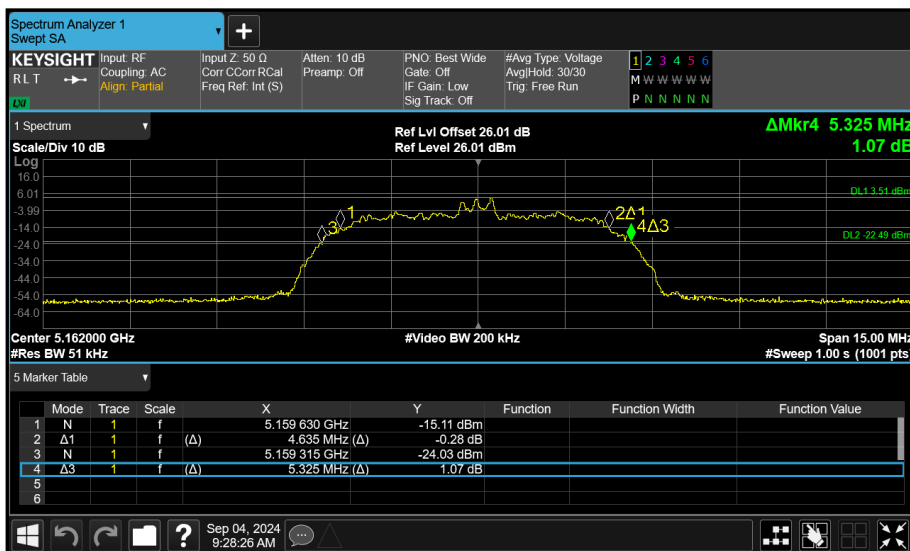 Spectrum Analyzer 1
Swept SA
+
KEYSIGHT
R L T
LXI
Input: RF
Coupling: AC
Align: Partial
Input Z: 50 Ω
Corr CCorr RCal
Freq Ref: Int (S)
Atten: 10 dB
Preamp: Off
PNO: Best Wide
Gate: Off
IF Gain: Low
Sig Track: Off
#Avg Type: Voltage
Avg|Hold: 30/30
Trig: Free Run
1 2 3 4 5 6
M W W W W W
P N N N N N
1 Spectrum
Scale/Div 10 dB
Ref Lvl Offset 26.01 dB
Ref Level 26.01 dBm
ΔMkr4 5.325 MHz
1.07 dB
Log
16.0
6.01
-3.99
-14.0
-24.0
-34.0
-44.0
-54.0
-64.0
DL1 3.51 dBm
1
3
2Δ1
4Δ3
DL2 -22.49 dBm
Center 5.162000 GHz
#Video BW 200 kHz
Span 15.00 MHz
#Res BW 51 kHz
#Sweep 1.00 s (1001 pts
5 Marker Table
Mode Trace Scale X Y Function Function Width Function Value
1 N 1 f 5.159 630 GHz -15.11 dBm
2 Δ1 1 f (Δ) 4.635 MHz (Δ) -0.28 dB
3 N 1 f 5.159 315 GHz -24.03 dBm
4 Δ3 1 f (Δ) 5.325 MHz (Δ) 1.07 dB
5
6
?
Sep 04, 2024
9:28:26 AM